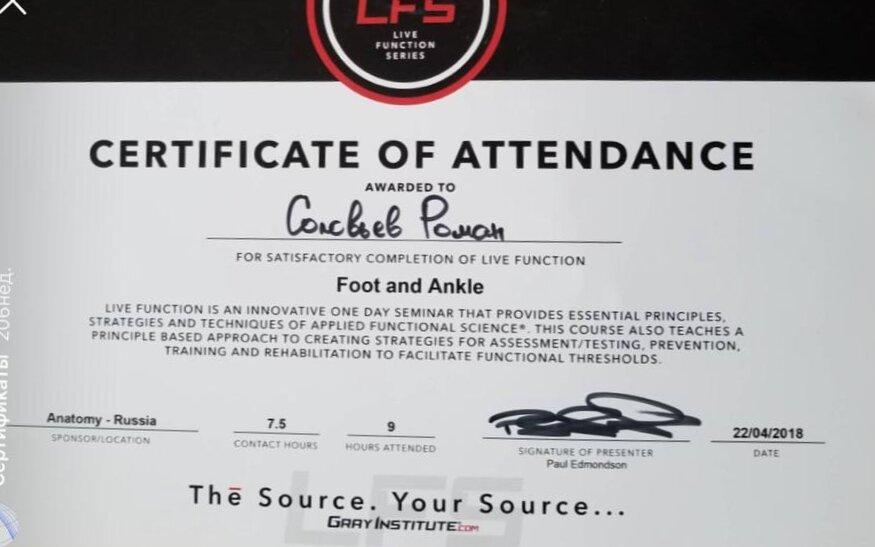 LFS
LIVE
FUNCTION
SERIES
CERTIFICATE OF ATTENDANCE
AWARDED TO
Соловьев Роман
FOR SATISFACTORY COMPLETION OF LIVE FUNCTION
Foot and Ankle
LIVE FUNCTION IS AN INNOVATIVE ONE DAY SEMINAR THAT PROVIDES ESSENTIAL PRINCIPLES,
STRATEGIES AND TECHNIQUES OF APPLIED FUNCTIONAL SCIENCE®. THIS COURSE ALSO TEACHES A
PRINCIPLE BASED APPROACH TO CREATING STRATEGIES FOR ASSESSMENT/TESTING, PREVENTION,
TRAINING AND REHABILITATION TO FACILITATE FUNCTIONAL THRESHOLDS.
Anatomy - Russia
SPONSOR/LOCATION
7.5
CONTACT HOURS
9
HOURS ATTENDED
SIGNATURE OF PRESENTER
Paul Edmondson
22/04/2018
DATE
LFS
Thē Source. Your Source...
GRAYINSTITUTE.COM
Сертификаты 206нед.